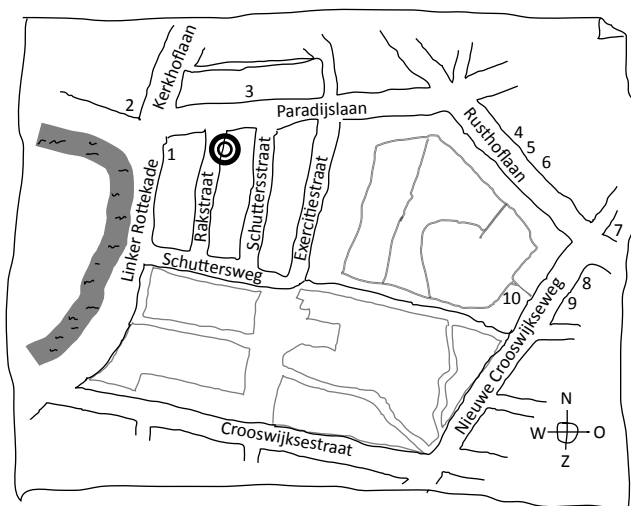 Kerkhoflaan
3
2
Paradijslaan
4
5
6
Rusthoflaan
1
Rakstraat
Schuttersstraat
Exercitiestraat
Linker Rottekade
7
Schuttersweg
8
9
10
Nieuwe Crooswijkseweg
N
W O
Z
Crooswijksestraat